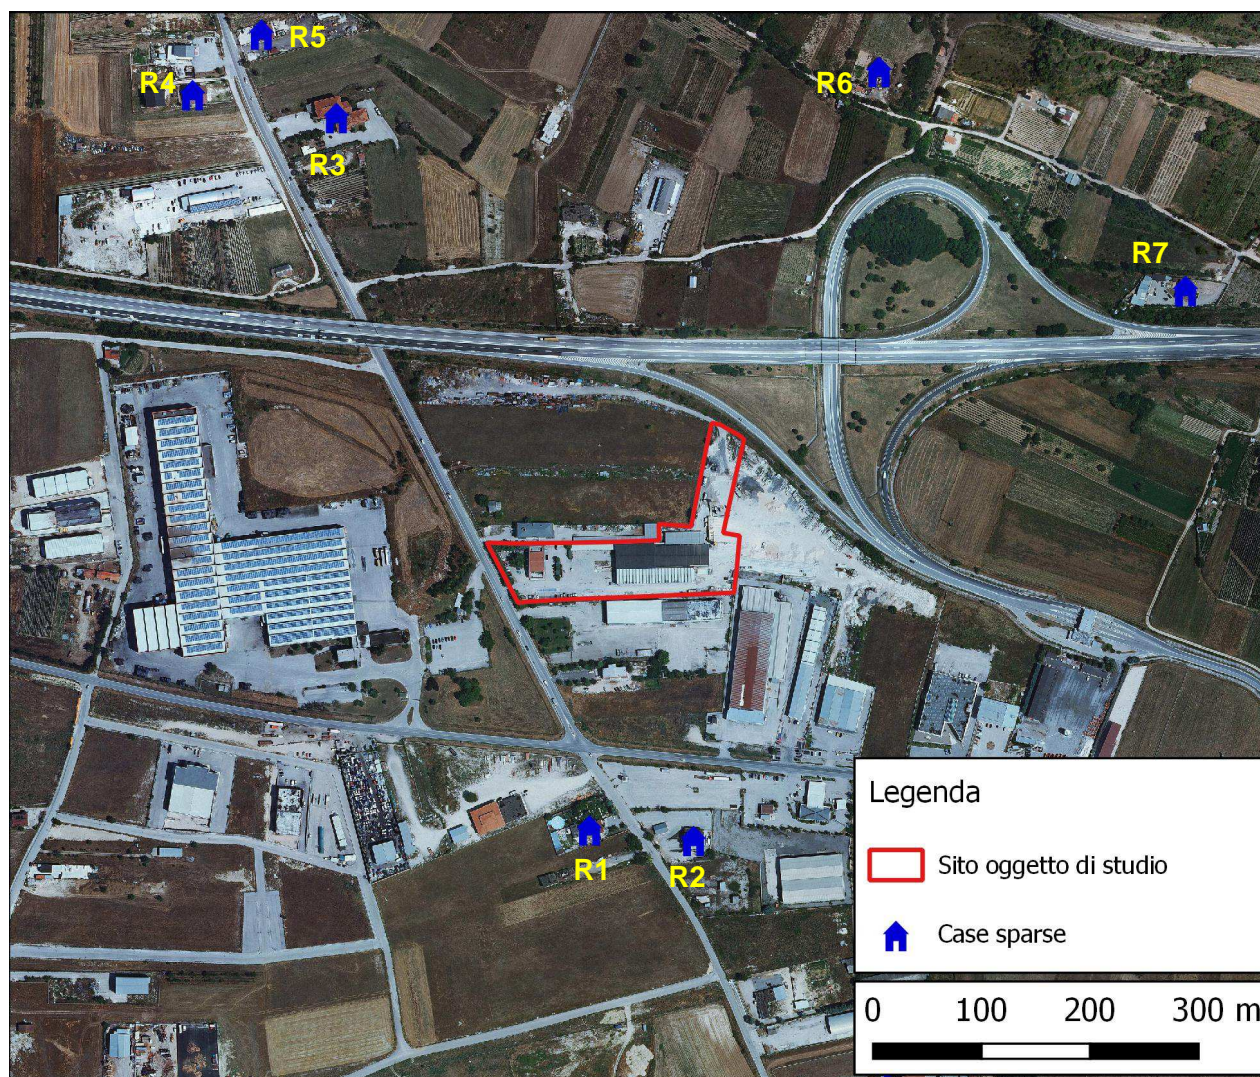 R5
R4
R6
R3
R7
R1
R2
Legenda
Sito oggetto di studio
Case sparse
0 100 200 300 m